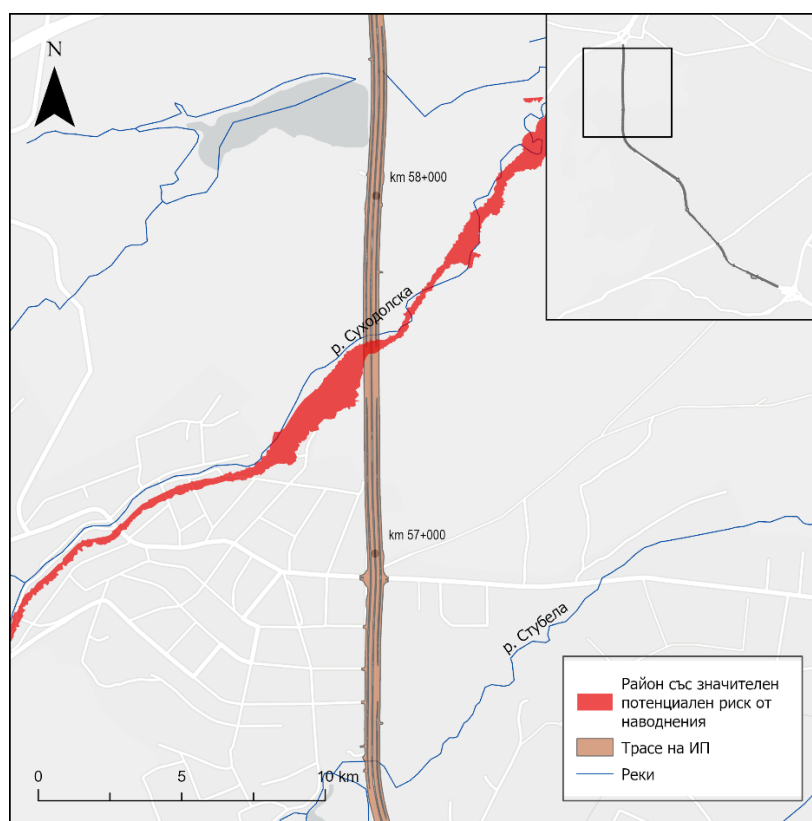 N
km 58+000
р. Суходолска
km 57+000
р. Стубела
0 5 10 km
Район със значителен
потенциален риск от
наводнения
Трасе на ИП
Реки